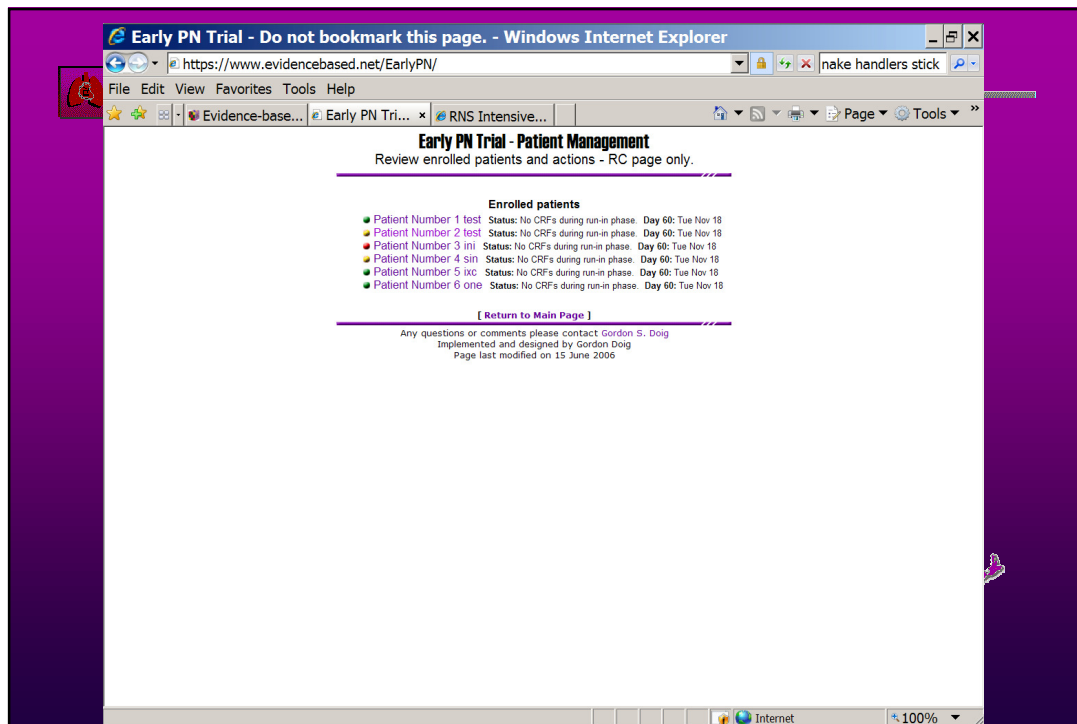 Early PN Trial - Do not bookmark this page. - Windows Internet Explorer
https://www.evidencebased.net/EarlyPN/
nake handlers stick
File Edit View Favorites Tools Help
Evidence-base... Early PN Tri... RNS Intensive... Page Tools
Early PN Trial - Patient Management
Review enrolled patients and actions - RC page only.
Enrolled patients
Patient Number 1 test Status: No CRFs during run-in phase. Day 60: Tue Nov 18
Patient Number 2 test Status: No CRFs during run-in phase. Day 60: Tue Nov 18
Patient Number 3 ini Status: No CRFs during run-in phase. Day 60: Tue Nov 18
Patient Number 4 sin Status: No CRFs during run-in phase. Day 60: Tue Nov 18
Patient Number 5 ixc Status: No CRFs during run-in phase. Day 60: Tue Nov 18
Patient Number 6 one Status: No CRFs during run-in phase. Day 60: Tue Nov 18
[ Return to Main Page ]
Any questions or comments please contact Gordon S. Doig
Implemented and designed by Gordon Doig
Page last modified on 15 June 2006
Internet 100%